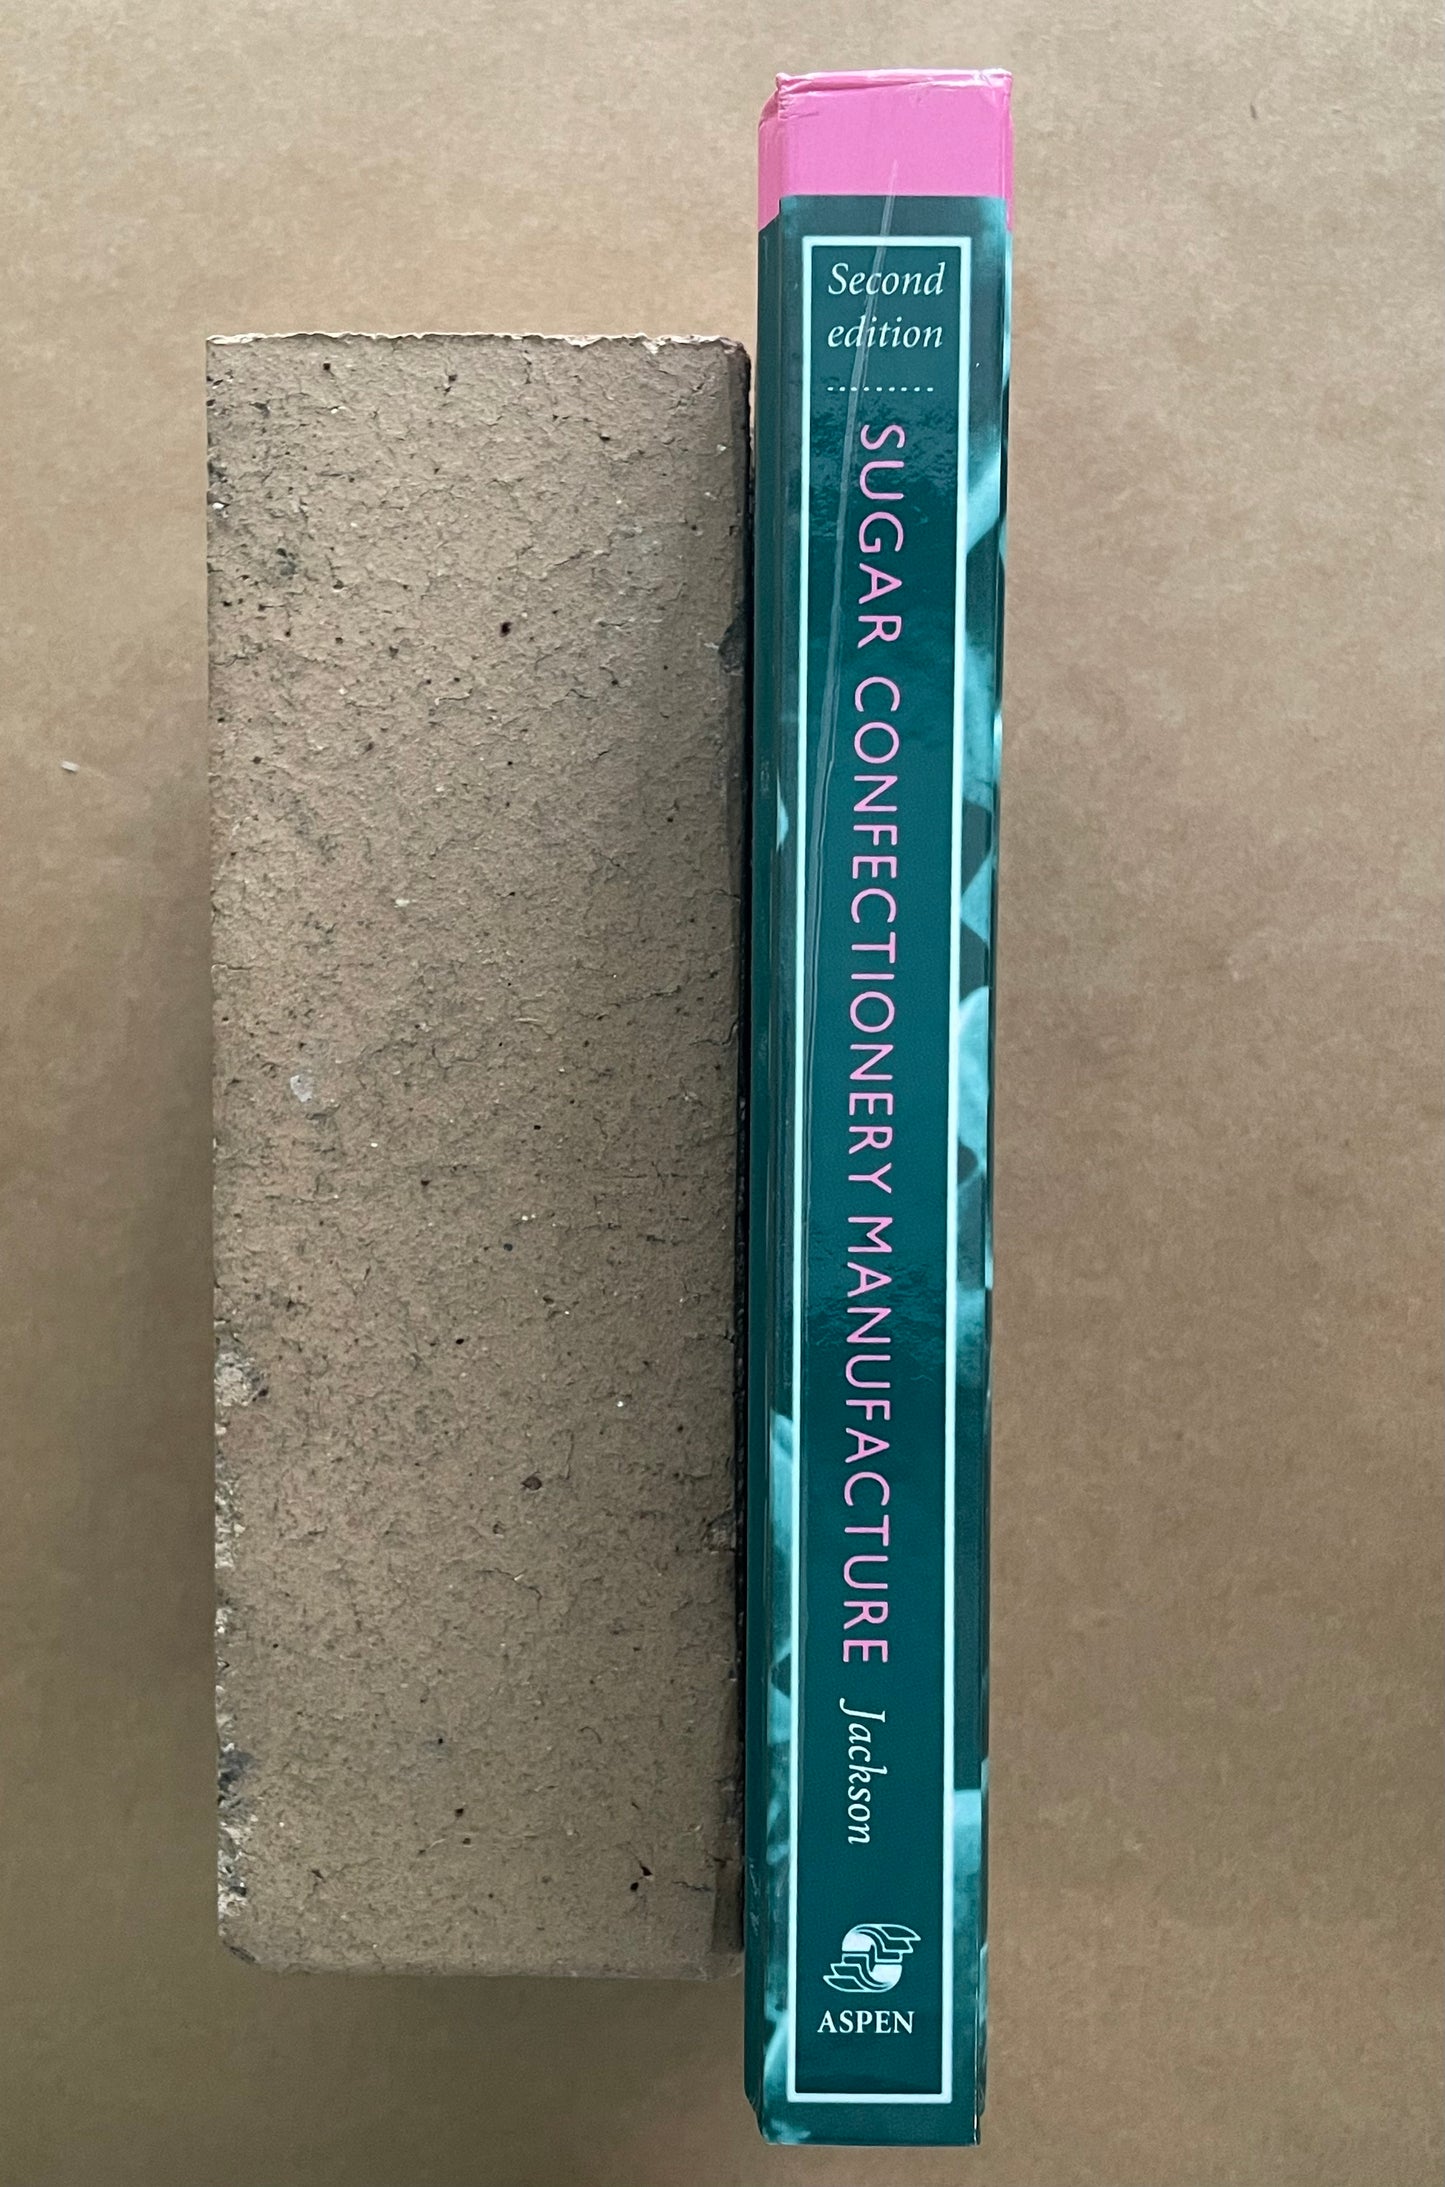 Second
edition
SUGAR CONFECTIONERY MANUFACTURE Jackson
ASPEN